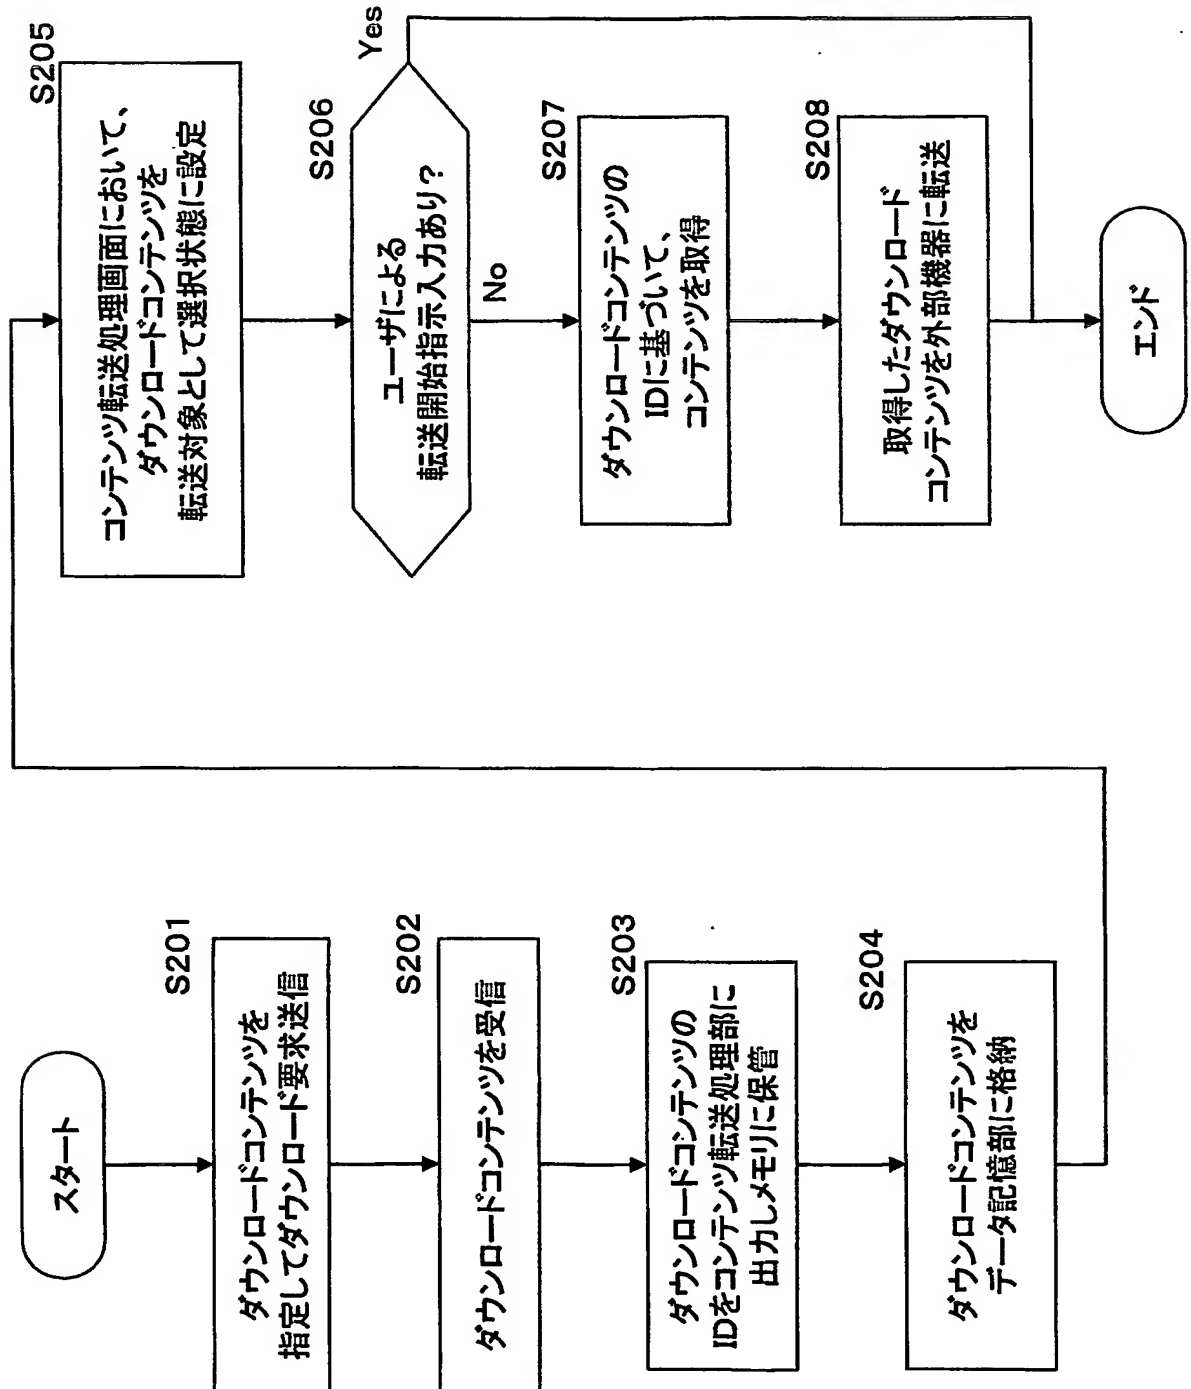 スタート
S201
ダウンロードコンテンツを
指定してダウンロード要求送信
S202
ダウンロードコンテンツを受信
S203
ダウンロードコンテンツの
IDをコンテンツ転送処理部に
出力しメモリに保管
S204
ダウンロードコンテンツを
データ記憶部に格納
S205
コンテンツ転送処理画面において、
ダウンロードコンテンツを
転送対象として選択状態に設定
S206
ユーザによる
転送開始指示入力あり？
Yes
No
S207
ダウンロードコンテンツの
IDに基づいて、
コンテンツを取得
S208
取得したダウンロード
コンテンツを外部機器に転送
エンド